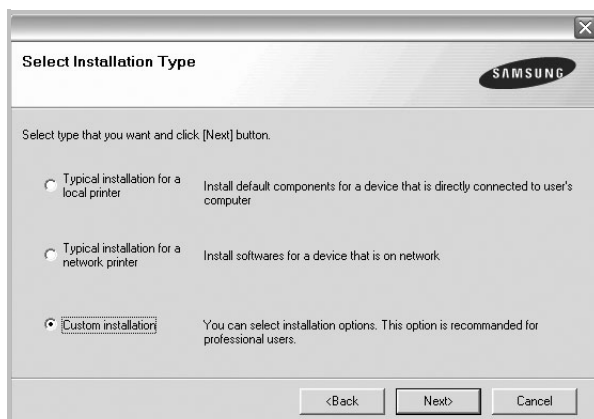 Select Installation Type
SAMSUNG
Select type that you want and click [Next] button.
Typical installation for a
local printer
Install default components for a device that is directly connected to user's
computer
Typical installation for a
network printer
Install softwares for a device that is on network
Custom installation
You can select installation options. This option is recommanded for
professional users.
<Back
Next>
Cancel